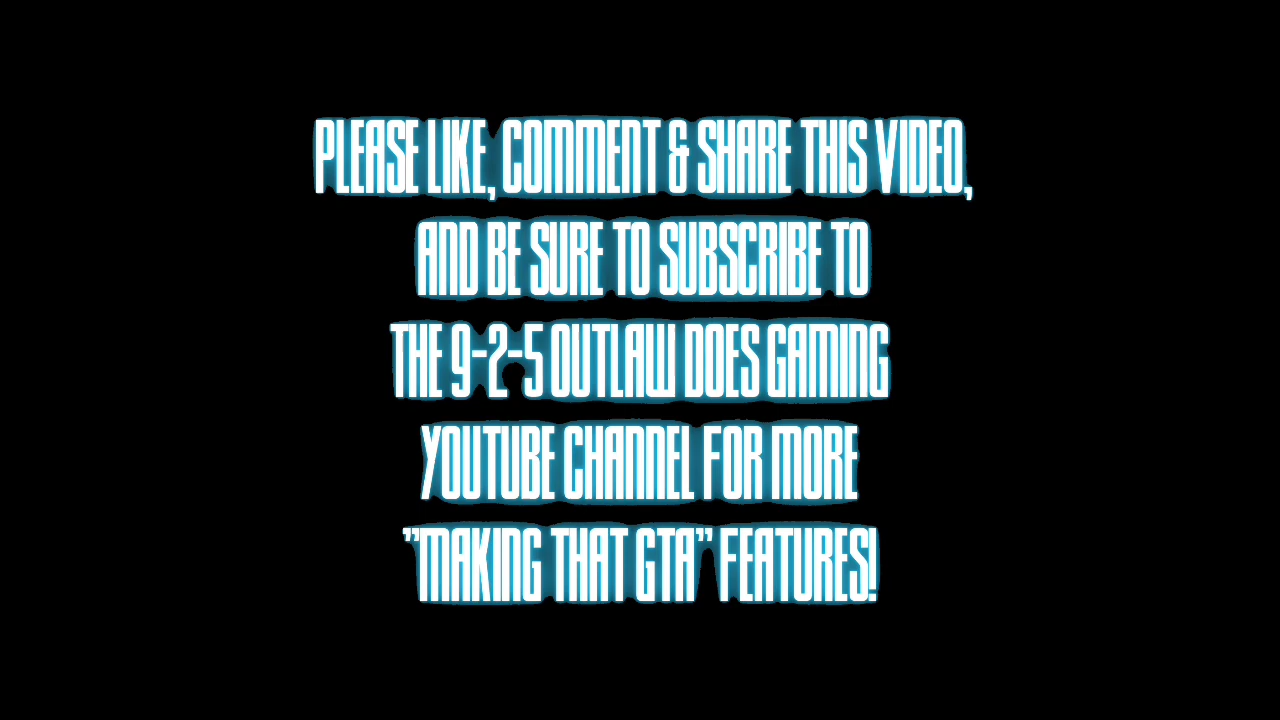 PLEASE LIKE, COMMENT & SHARE THIS VIDEO,
AND BE SURE TO SUBSCRIBE TO
THE 9-2-5 OUTLAW DOES GAMING
YOUTUBE CHANNEL FOR MORE
"MAKING THAT GTA" FEATURES!